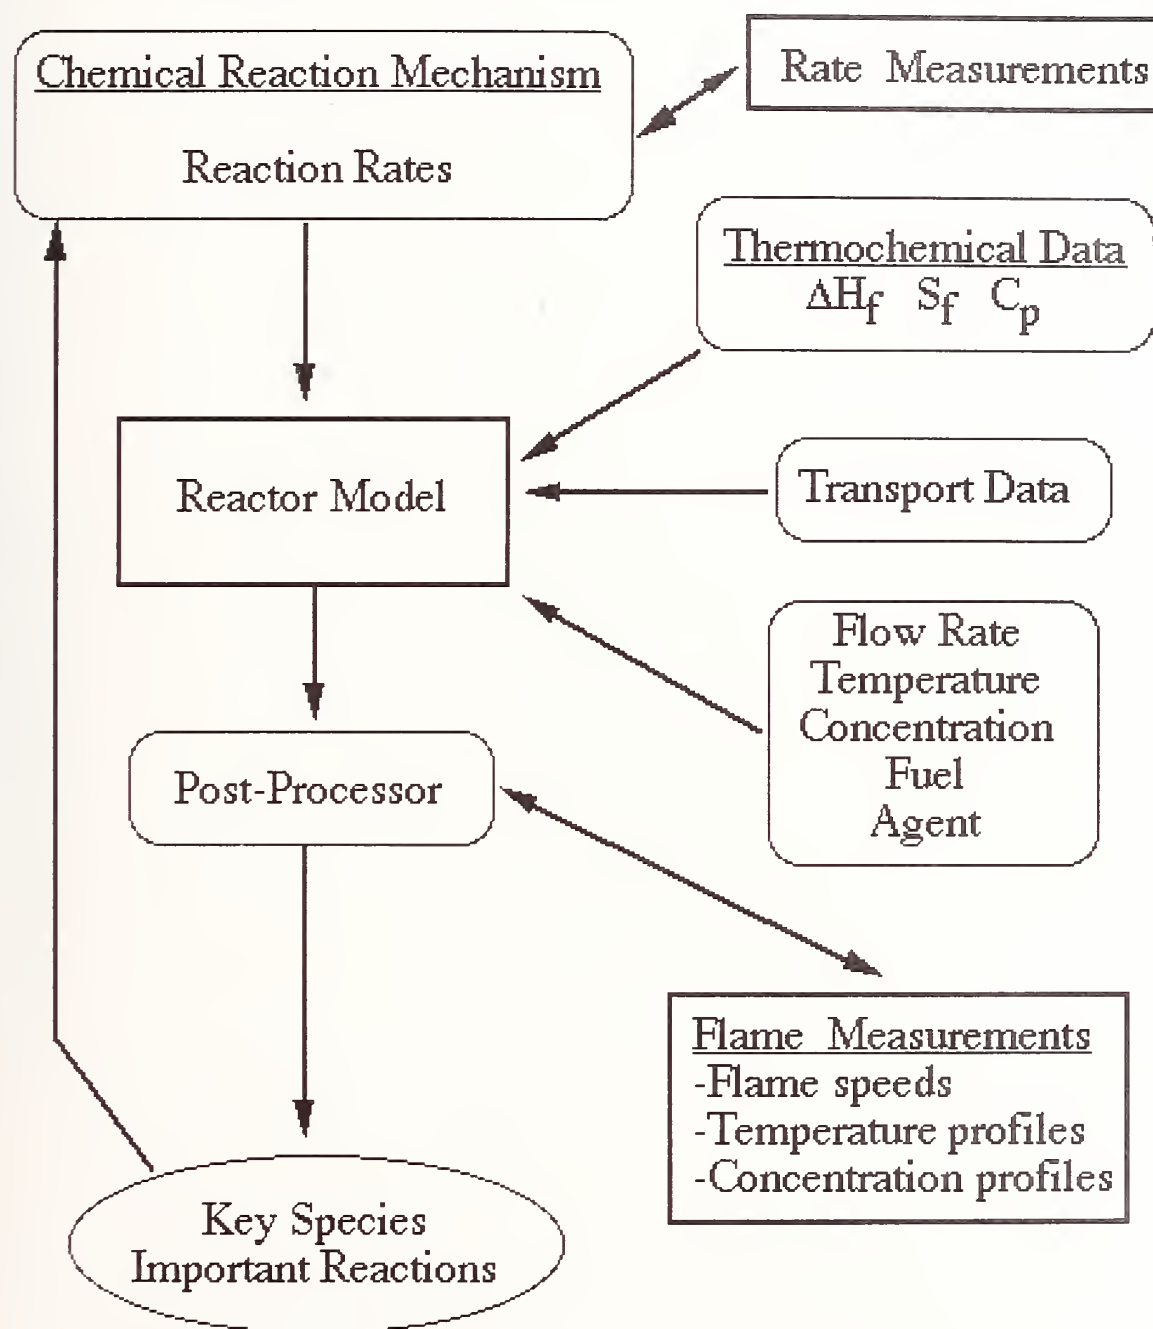 Chemical Reaction Mechanism
Reaction Rates
Rate Measurements
Thermochemical Data
ΔHf Sf Cp
Reactor Model
Transport Data
Flow Rate
Temperature
Concentration
Fuel
Agent
Post-Processor
Flame Measurements
-Flame speeds
-Temperature profiles
-Concentration profiles
Key Species
Important Reactions